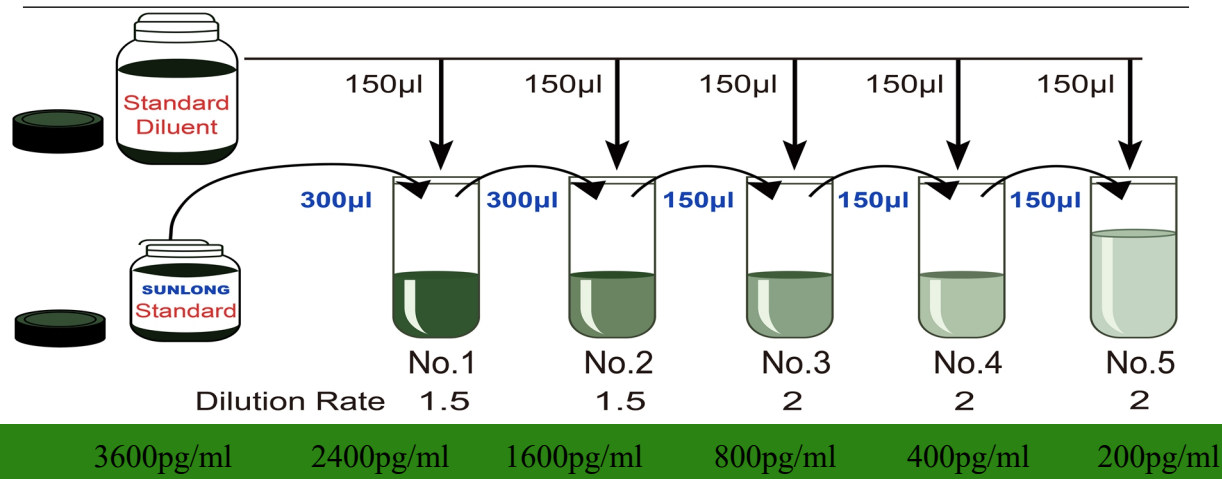 150µl 150µl 150µl 150µl 150µl
Standard
Diluent
300µl 300µl 150µl 150µl 150µl
SUNLONG
Standard
No.1 No.2 No.3 No.4 No.5
Dilution Rate 1.5 1.5 2 2 2
3600pg/ml 2400pg/ml 1600pg/ml 800pg/ml 400pg/ml 200pg/ml